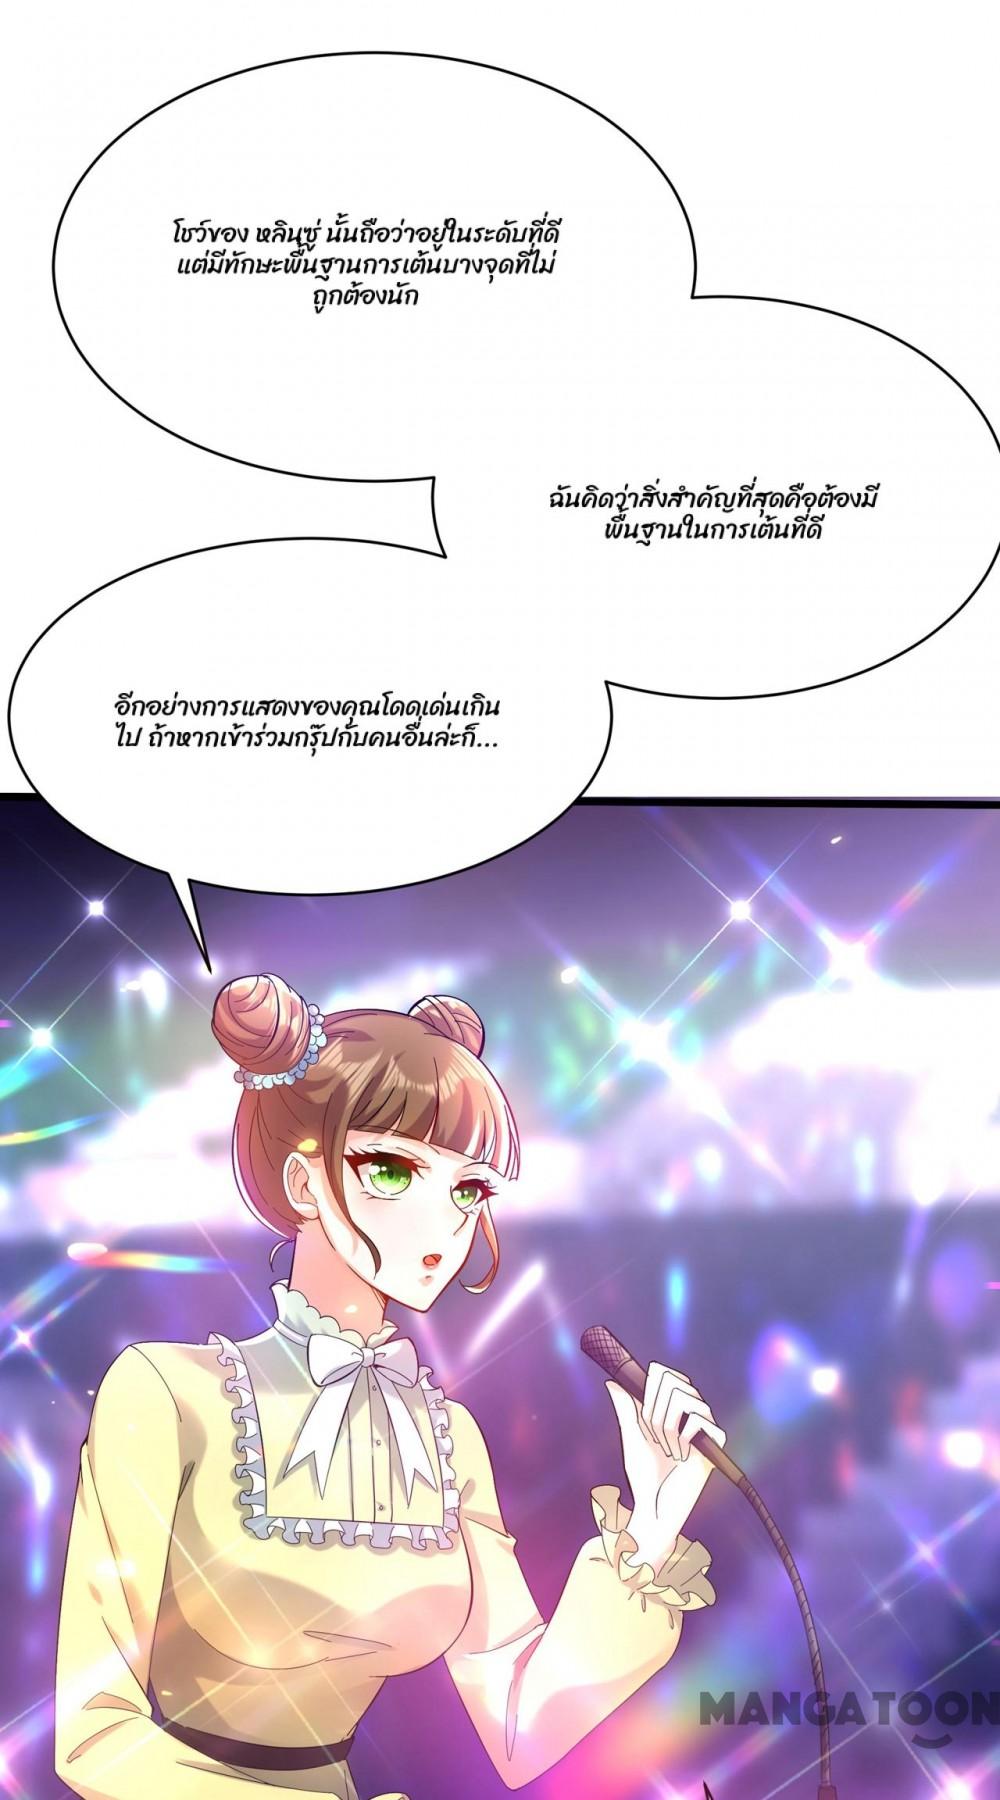 โชว์ของ หลินซู่ นั้นถือว่าอยู่ในระดับที่ดี
แต่มีทักษะพื้นฐานการเต้นบางจุดที่ไม่
ถูกต้องนัก
ฉันคิดว่าสิ่งสำคัญที่สุดคือต้องมี
พื้นฐานในการเต้นที่ดี
อีกอย่างการแสดงของคุณโดดเด่นเกิน
ไป ถ้าหากเข้าร่วมกรุ๊ปกับคนอื่นล่ะก็...
MANGATOON